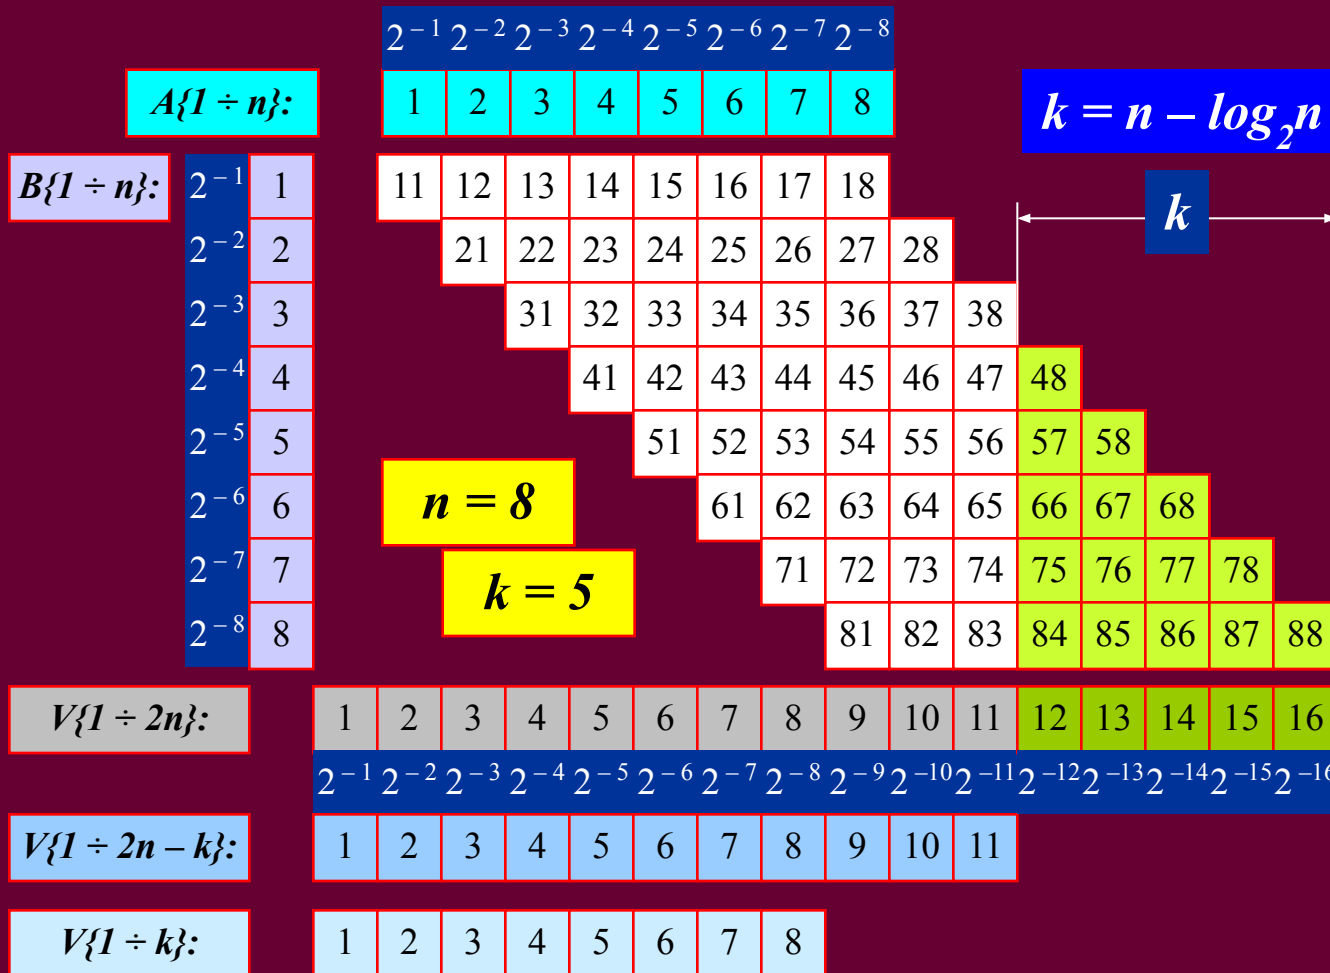 2⁻¹ 2⁻² 2⁻³ 2⁻⁴ 2⁻⁵ 2⁻⁶ 2⁻⁷ 2⁻⁸
A{1 ÷ n}: 1 2 3 4 5 6 7 8
k = n – log₂n
B{1 ÷ n}: 2⁻¹ 1 11 12 13 14 15 16 17 18
k
2⁻² 2 21 22 23 24 25 26 27 28
2⁻³ 3 31 32 33 34 35 36 37 38
2⁻⁴ 4 41 42 43 44 45 46 47 48
2⁻⁵ 5 51 52 53 54 55 56 57 58
n = 8
2⁻⁶ 6 61 62 63 64 65 66 67 68
2⁻⁷ 7 71 72 73 74 75 76 77 78
k = 5
2⁻⁸ 8 81 82 83 84 85 86 87 88
V{1 ÷ 2n}: 1 2 3 4 5 6 7 8 9 10 11 12 13 14 15 16
2⁻¹ 2⁻² 2⁻³ 2⁻⁴ 2⁻⁵ 2⁻⁶ 2⁻⁷ 2⁻⁸ 2⁻⁹ 2⁻¹⁰ 2⁻¹¹ 2⁻¹² 2⁻¹³ 2⁻¹⁴ 2⁻¹⁵ 2⁻¹⁶
V{1 ÷ 2n – k}: 1 2 3 4 5 6 7 8 9 10 11
V{1 ÷ k}: 1 2 3 4 5 6 7 8